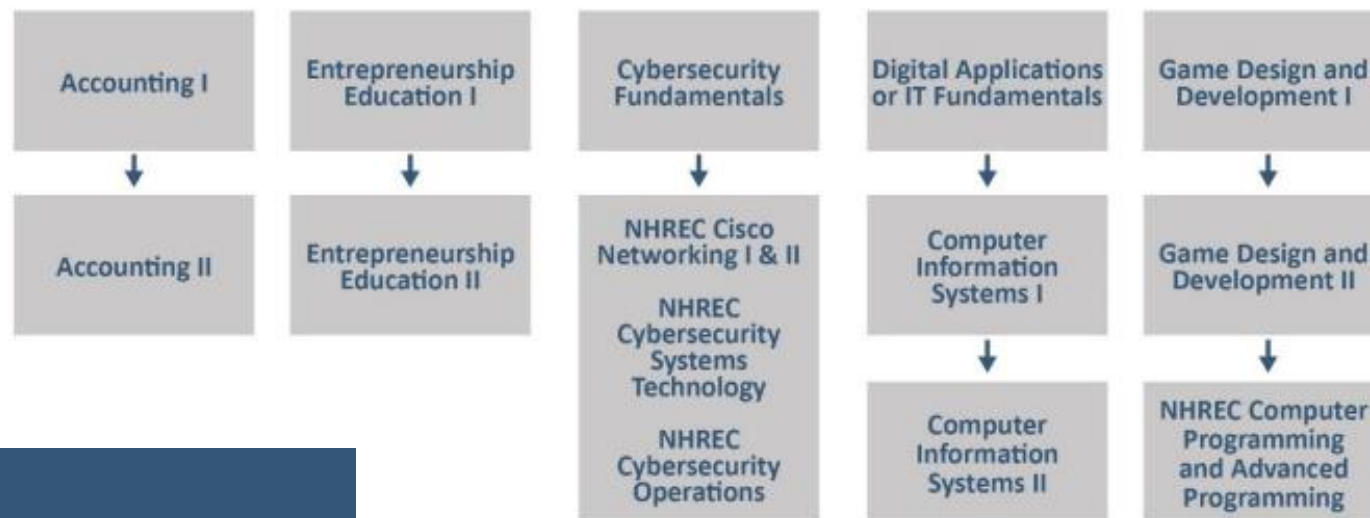 Accounting I
Accounting II
Entrepreneurship
Education I
Entrepreneurship
Education II
Cybersecurity
Fundamentals
NHREC Cisco
Networking I & II
NHREC
Cybersecurity
Systems
Technology
NHREC
Cybersecurity
Operations
Digital Applications
or IT Fundamentals
Computer
Information
Systems I
Computer
Information
Systems II
Game Design and
Development I
Game Design and
Development II
NHREC Computer
Programming
and Advanced
Programming